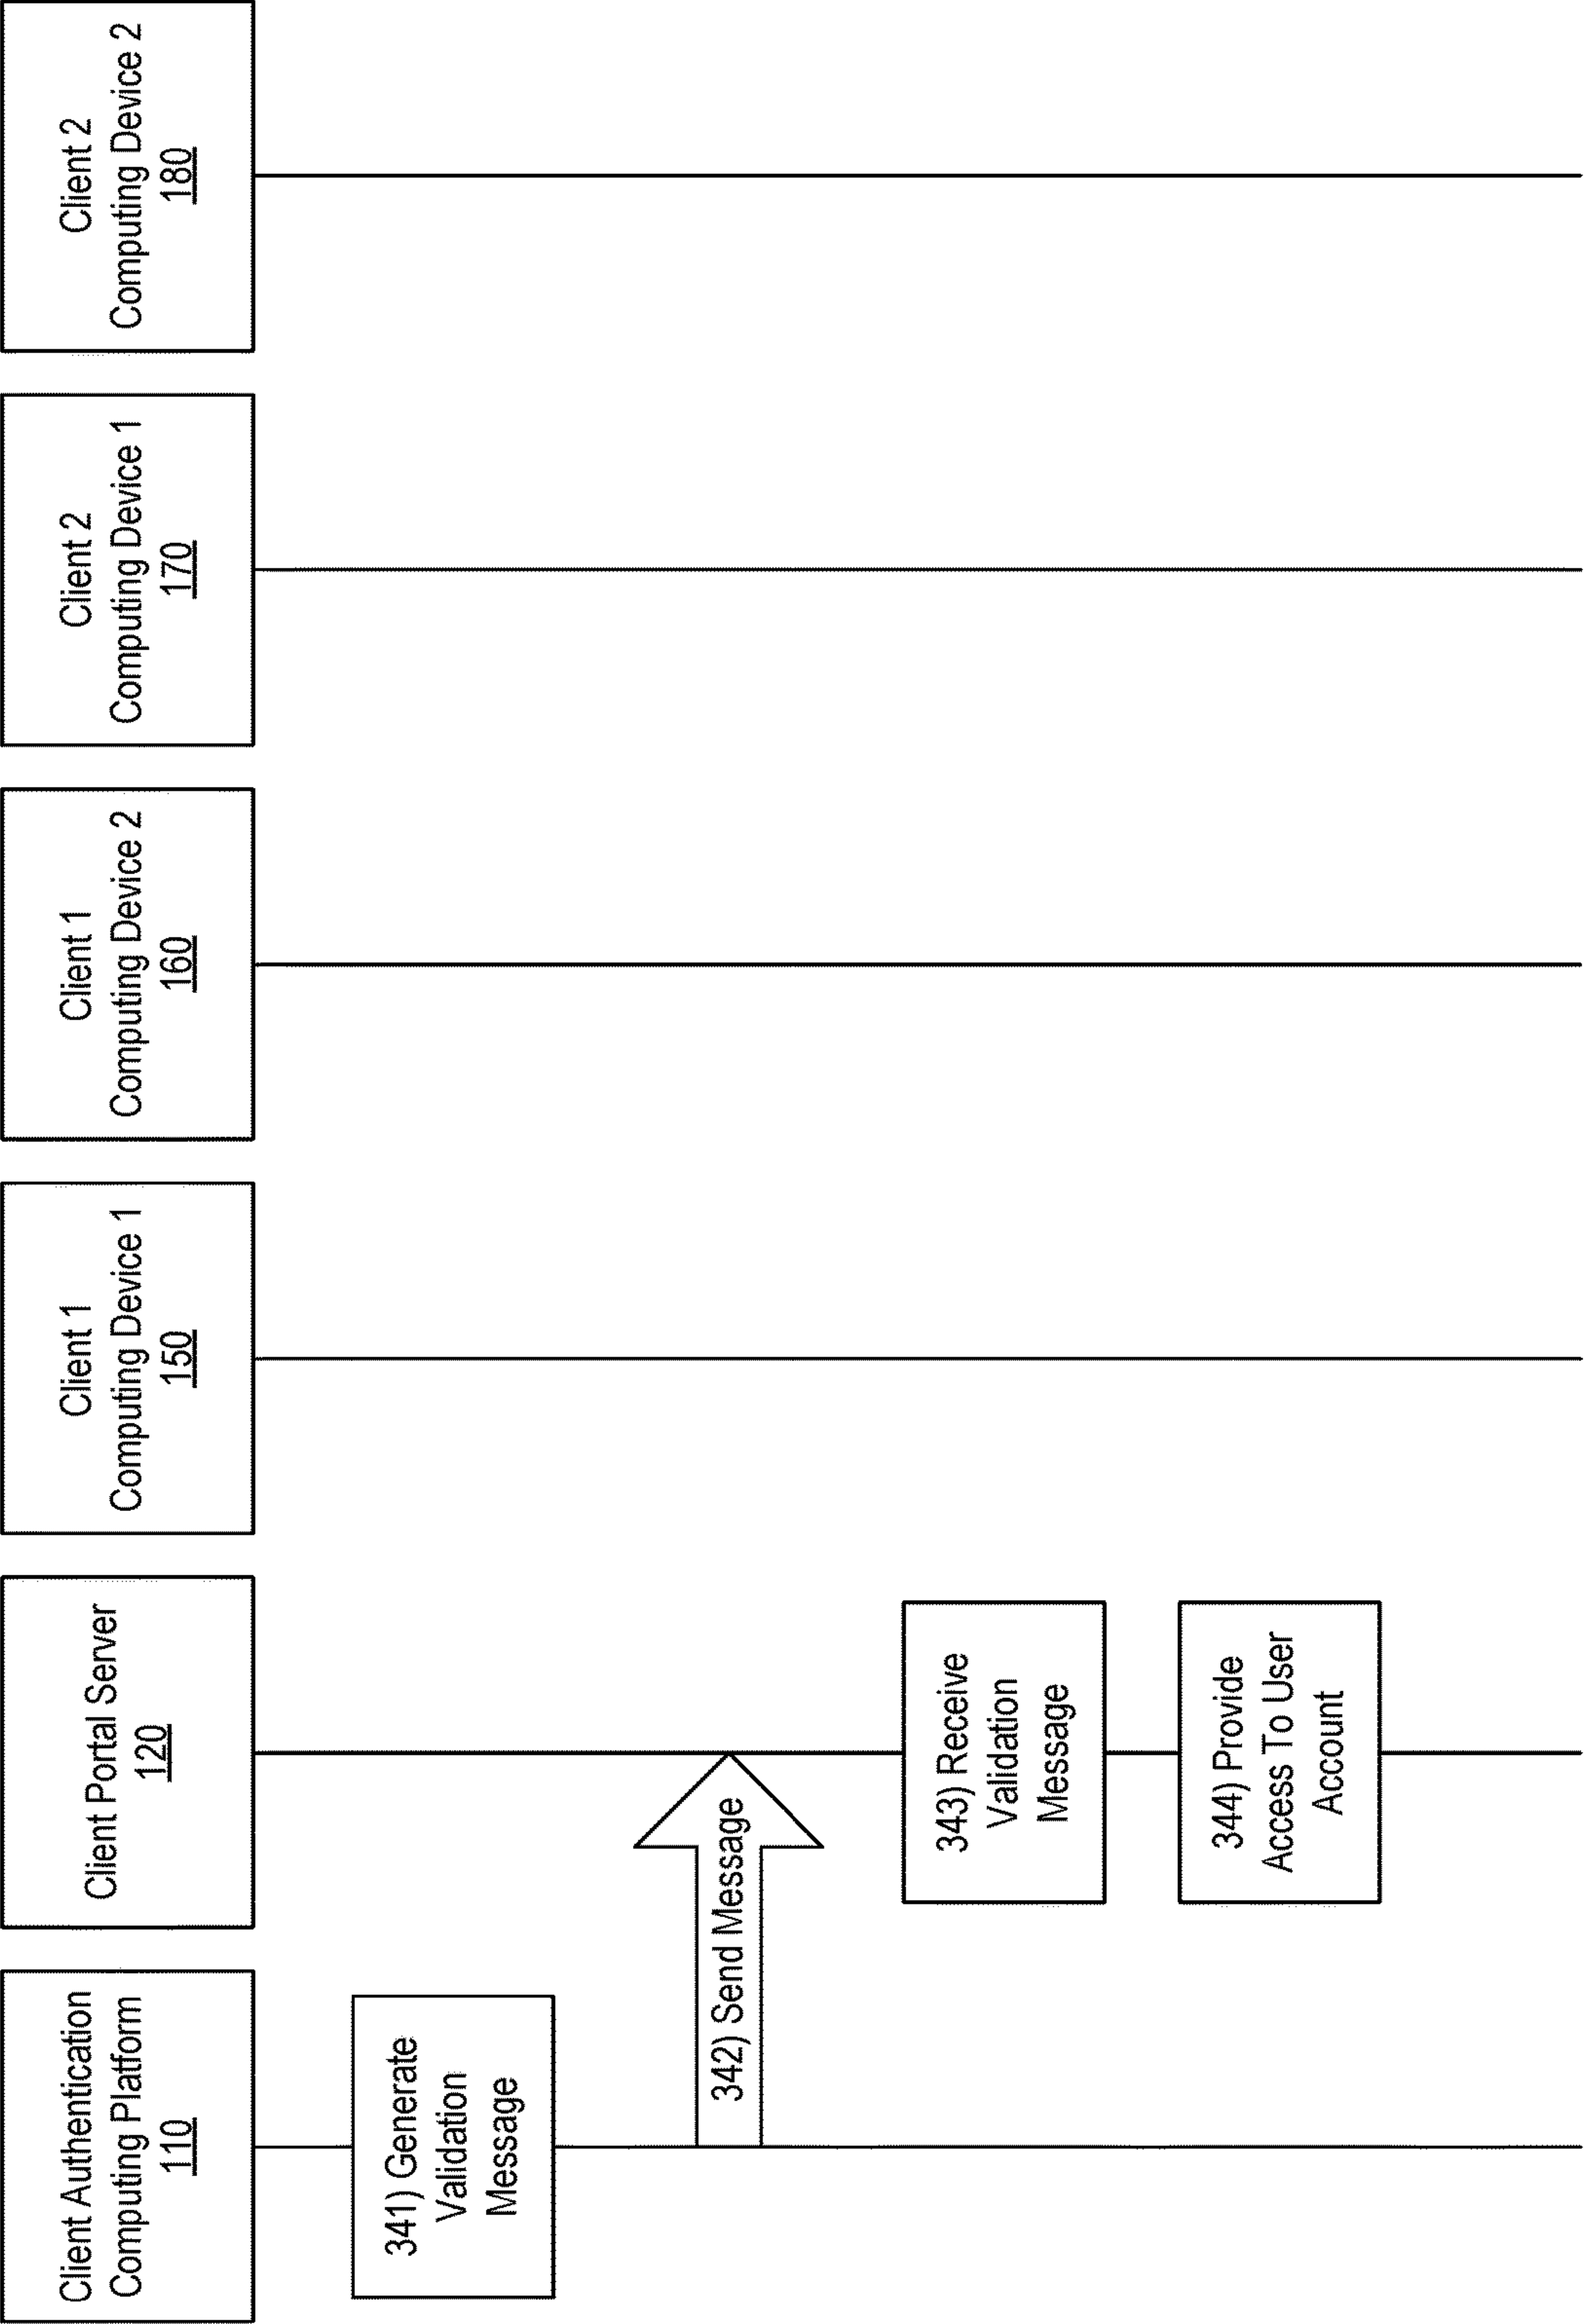 Client Authentication
Computing Platform
110
Client Portal Server
120
Client 1
Computing Device 1
150
Client 1
Computing Device 2
160
Client 2
Computing Device 1
170
Client 2
Computing Device 2
180
341) Generate
Validation
Message
342) Send Message
343) Receive
Validation
Message
344) Provide
Access To User
Account